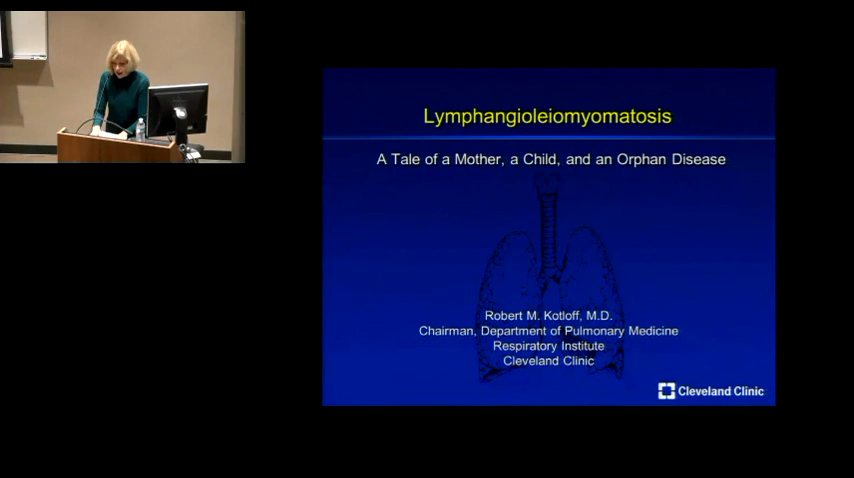 Lymphangioleiomyomatosis
A Tale of a Mother, a Child, and an Orphan Disease
Robert M. Kotloff, M.D.
Chairman, Department of Pulmonary Medicine
Respiratory Institute
Cleveland Clinic
Cleveland Clinic